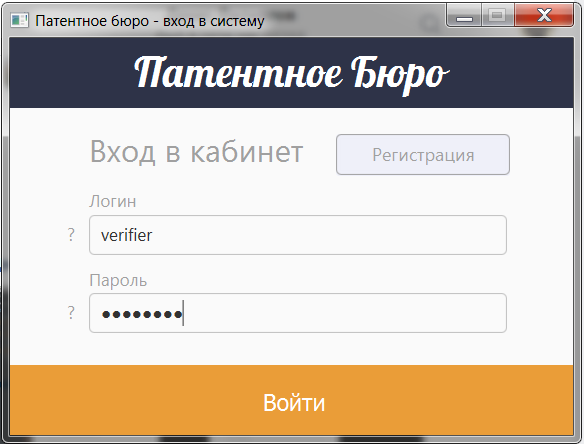 Патентное бюро - вход в систему
Патентное Бюро
Вход в кабинет
Регистрация
Логин
? verifier
Пароль
? ●●●●●●●●
Войти